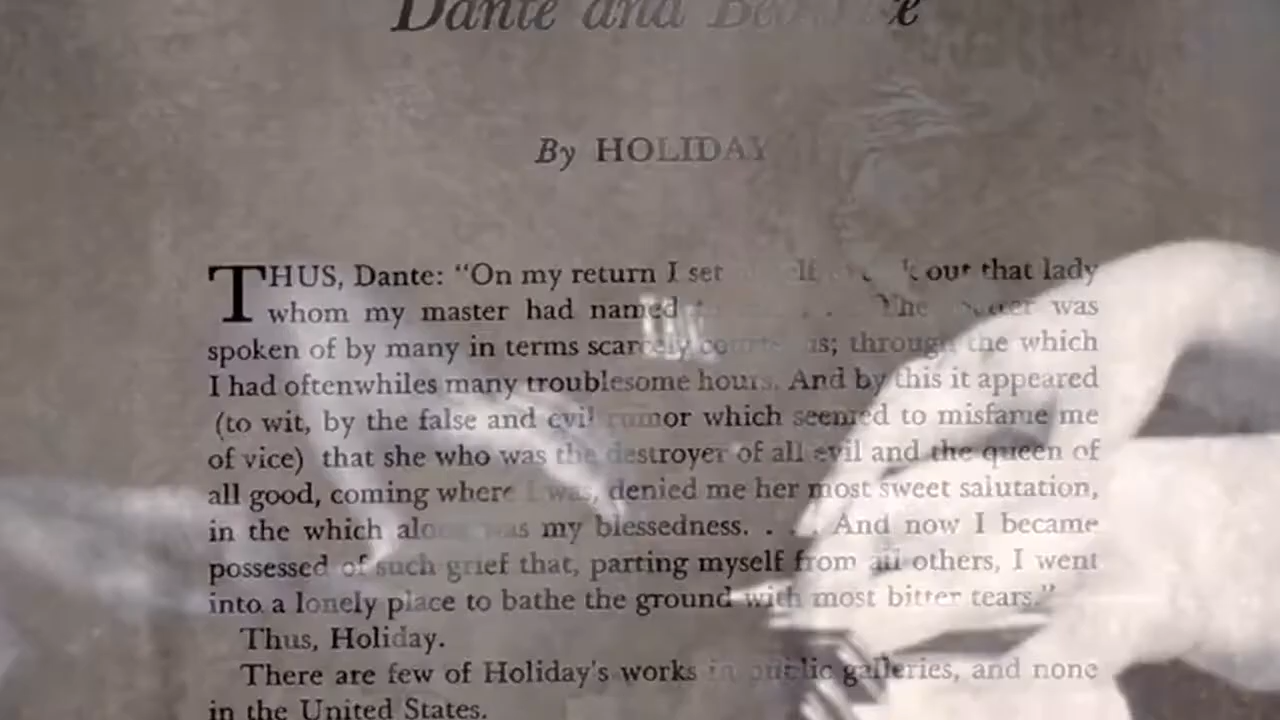 Dante and
By HOLIDAY
THUS, Dante: “On my return I set out that lady
whom my master had named The was
spoken of by many in terms scarcely through the which
I had oftenwhiles many troublesome hours. And by this it appeared
(to wit, by the false and evil rumor which seemed to misfame me
of vice) that she who was the destroyer of all evil and the queen of
all good, coming where I was, denied me her most sweet salutation,
in the which alone was my blessedness. . . . And now I became
possessed of such grief that, parting myself from all others, I went
into a lonely place to bathe the ground with most bitter tears.”
Thus, Holiday.
There are few of Holiday's works in public galleries, and none
in the United States.